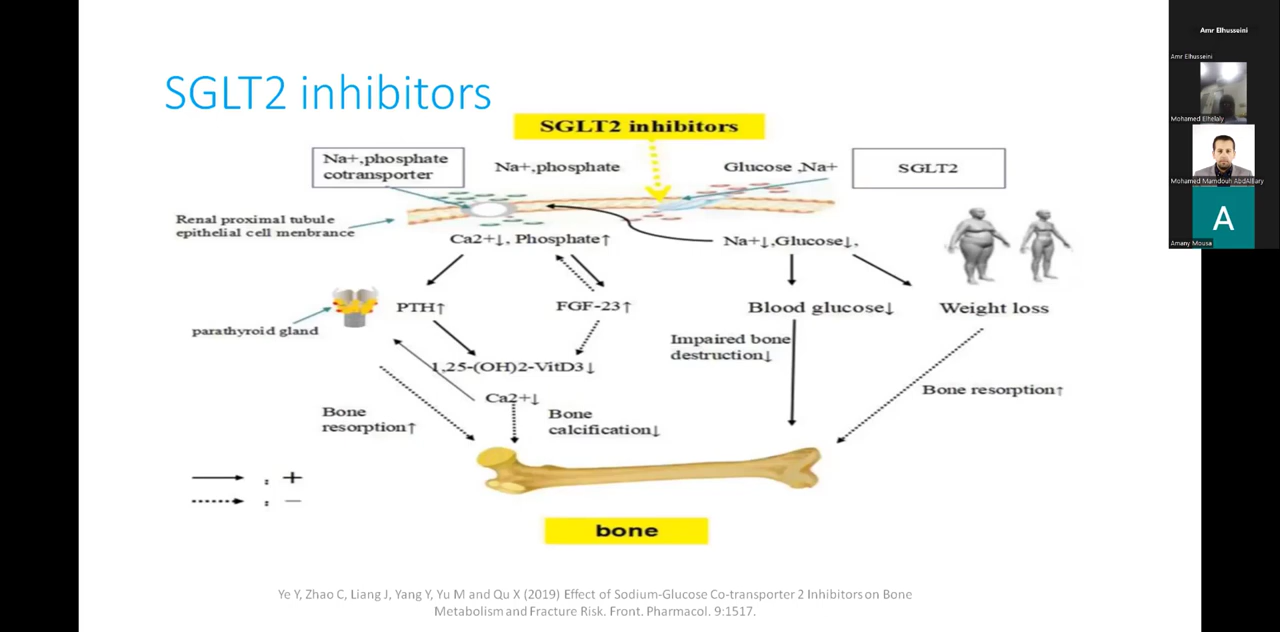 SGLT2 inhibitors
SGLT2 inhibitors
Na+,phosphate
cotransporter
Na+,phosphate
Glucose ,Na+
SGLT2
Renal proximal tubule
epithelial cell menbrance
Ca2+↓, Phosphate↑
Na+↓,Glucose↓,
parathyroid gland
PTH↑
FGF-23↑
Blood glucose↓
Weight loss
Impaired bone
destruction↓
1,25-(OH)2-VitD3↓
Ca2+↓
Bone
resorption↑
Bone
calcification↓
Bone resorption↑
: +
: −
bone
Ye Y, Zhao C, Liang J, Yang Y, Yu M and Qu X (2019) Effect of Sodium-Glucose Co-transporter 2 Inhibitors on Bone
Metabolism and Fracture Risk. Front. Pharmacol. 9:1517.
Amr Elhusseini
Amr Elhusseini
Mohamed Elhelaly
Mohamed Mamdouh AbdAlBary
A
Amany Mousa